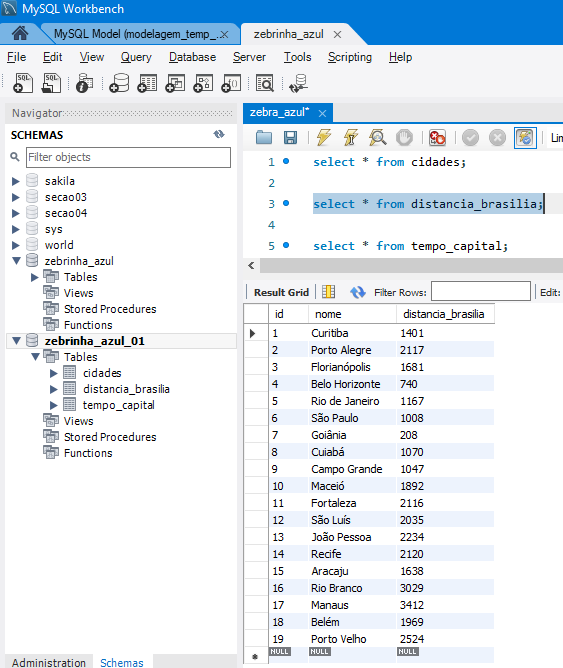 MySQL Workbench
MySQL Model (modelagem_temp_... × zebrinha_azul ×
File Edit View Query Database Server Tools Scripting Help
Navigator
SCHEMAS
Filter objects
sakila
secao03
secao04
sys
world
zebrinha_azul
Tables
Views
Stored Procedures
Functions
zebrinha_azul_01
Tables
cidades
distancia_brasilia
tempo_capital
Views
Stored Procedures
Functions
Administration Schemas
zebra_azul* ×
Lin
1 select * from cidades;
2
3 select * from distancia_brasilia;
4
5 select * from tempo_capital;
Result Grid Filter Rows: Edit:
id nome distancia_brasilia
1 Curitiba 1401
2 Porto Alegre 2117
3 Florianópolis 1681
4 Belo Horizonte 740
5 Rio de Janeiro 1167
6 São Paulo 1008
7 Goiânia 208
8 Cuiabá 1070
9 Campo Grande 1047
10 Maceió 1892
11 Fortaleza 2116
12 São Luís 2035
13 João Pessoa 2234
14 Recife 2120
15 Aracaju 1638
16 Rio Branco 3029
17 Manaus 3412
18 Belém 1969
19 Porto Velho 2524
NULL NULL NULL